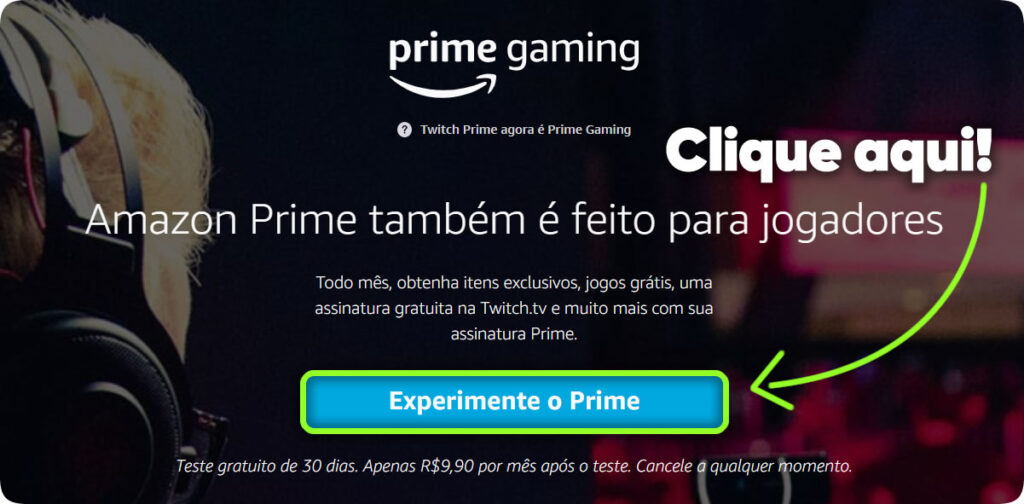 prime gaming
? Twitch Prime agora é Prime Gaming
Clique aqui!
Amazon Prime também é feito para jogadores
Todo mês, obtenha itens exclusivos, jogos grátis, uma
assinatura gratuita na Twitch.tv e muito mais com sua
assinatura Prime.
Experimente o Prime
Teste gratuito de 30 dias. Apenas R$9,90 por mês após o teste. Cancele a qualquer momento.